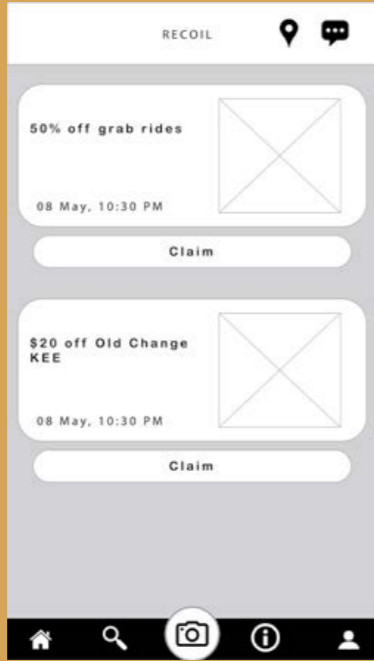 RECOIL
50% off grab rides
08 May, 10:30 PM
Claim
$20 off Old Change
KEE
08 May, 10:30 PM
Claim